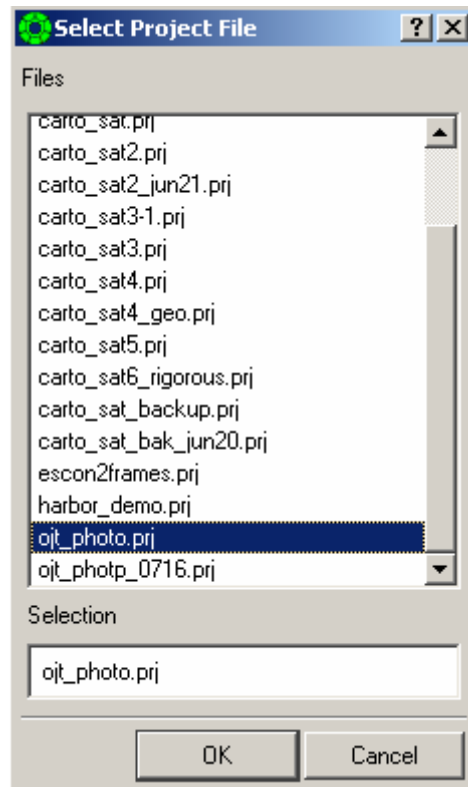 Select Project File
Files
carto_sat.prj
carto_sat2.prj
carto_sat2_jun21.prj
carto_sat3-1.prj
carto_sat3.prj
carto_sat4.prj
carto_sat4_geo.prj
carto_sat5.prj
carto_sat6_rigorous.prj
carto_sat_backup.prj
carto_sat_bak_jun20.prj
escon2frames.prj
harbor_demo.prj
ojt_photo.prj
ojt_photp_0716.prj
Selection
ojt_photo.prj
OK Cancel